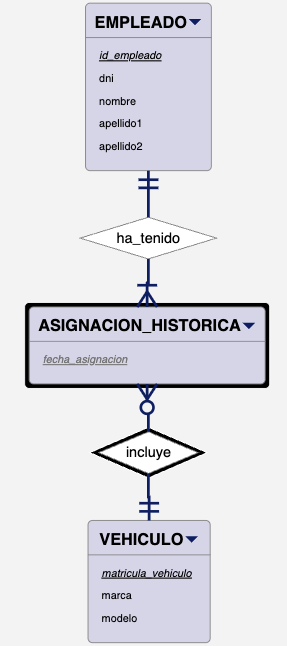 EMPLEADO
id_empleado
dni
nombre
apellido1
apellido2
ha_tenido
ASIGNACION_HISTORICA
fecha_asignacion
incluye
VEHICULO
matricula_vehiculo
marca
modelo